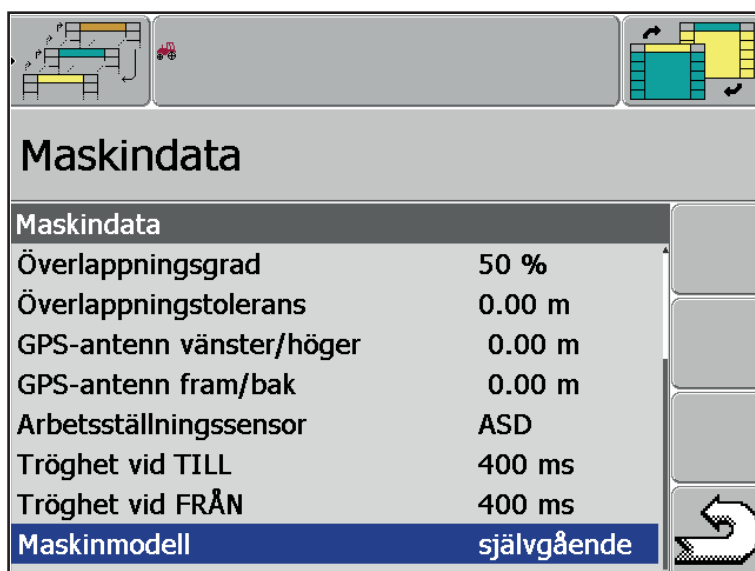 Maskindata
Maskindata
Överlappningsgrad 50 %
Överlappningstolerans 0.00 m
GPS-antenn vänster/höger 0.00 m
GPS-antenn fram/bak 0.00 m
Arbetsställningssensor ASD
Tröghet vid TILL 400 ms
Tröghet vid FRÅN 400 ms
Maskinmodell självgående